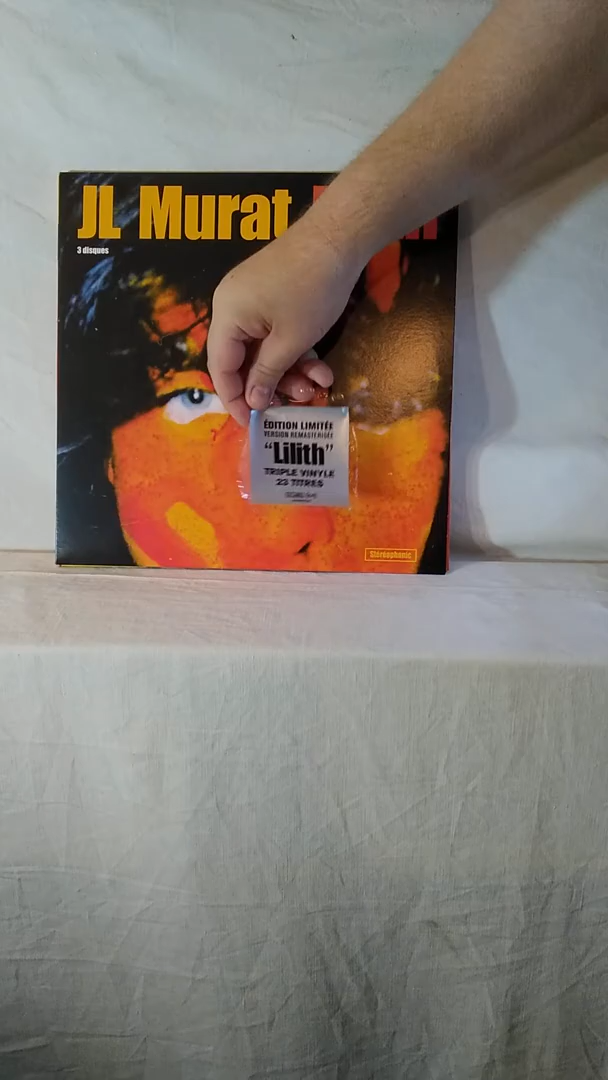 JL Murat
3 disques
ÉDITION LIMITÉE
VERSION REMASTERISÉE
"Lilith"
TRIPLE VINYLE
23 TITRES
Stéréophonic